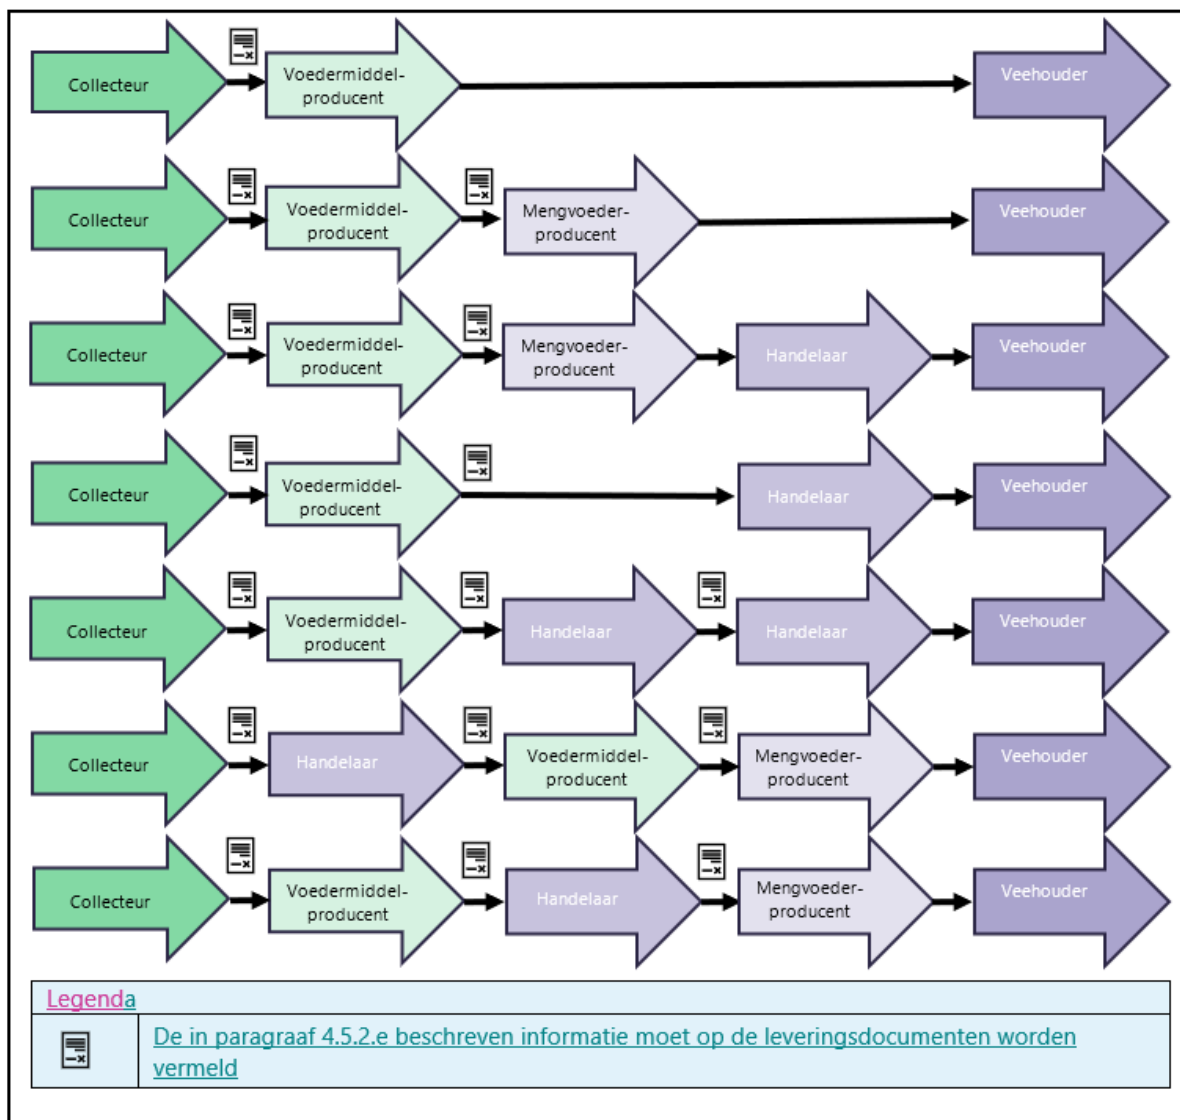 Collecteur
Voedermiddel-
producent
Veehouder
Collecteur
Voedermiddel-
producent
Mengvoeder-
producent
Veehouder
Collecteur
Voedermiddel-
producent
Mengvoeder-
producent
Handelaar
Veehouder
Collecteur
Voedermiddel-
producent
Handelaar
Veehouder
Collecteur
Voedermiddel-
producent
Handelaar
Handelaar
Veehouder
Collecteur
Handelaar
Voedermiddel-
producent
Mengvoeder-
producent
Veehouder
Collecteur
Voedermiddel-
producent
Handelaar
Mengvoeder-
producent
Veehouder
Legenda
De in paragraaf 4.5.2.e beschreven informatie moet op de leveringsdocumenten worden
vermeld